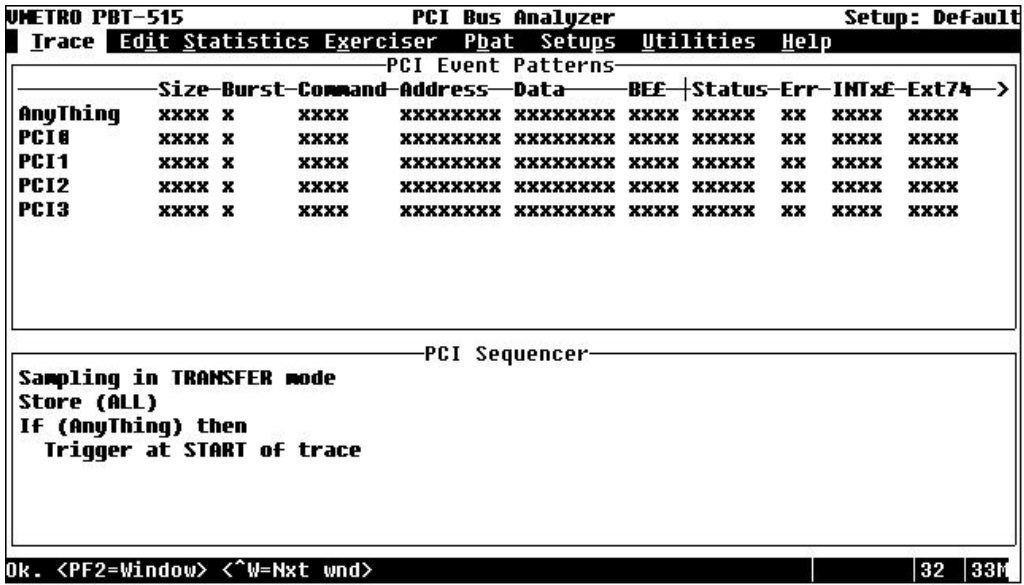 VMETRO PBT-515 PCI Bus Analyzer Setup: Default
Trace Edit Statistics Exerciser Pbat Setups Utilities Help
PCI Event Patterns
Size Burst Command Address Data BE£ Status Err INTx£ Ext74 >
AnyThing xxxx x xxxx xxxxxxxx xxxxxxxx xxxx xxxxx xx xxxx xxxx
PCI0 xxxx x xxxx xxxxxxxx xxxxxxxx xxxx xxxxx xx xxxx xxxx
PCI1 xxxx x xxxx xxxxxxxx xxxxxxxx xxxx xxxxx xx xxxx xxxx
PCI2 xxxx x xxxx xxxxxxxx xxxxxxxx xxxx xxxxx xx xxxx xxxx
PCI3 xxxx x xxxx xxxxxxxx xxxxxxxx xxxx xxxxx xx xxxx xxxx
PCI Sequencer
Sampling in TRANSFER mode
Store (ALL)
If (AnyThing) then
Trigger at START of trace
Ok. <PF2=Window> <^W=Nxt wnd> 32 33M